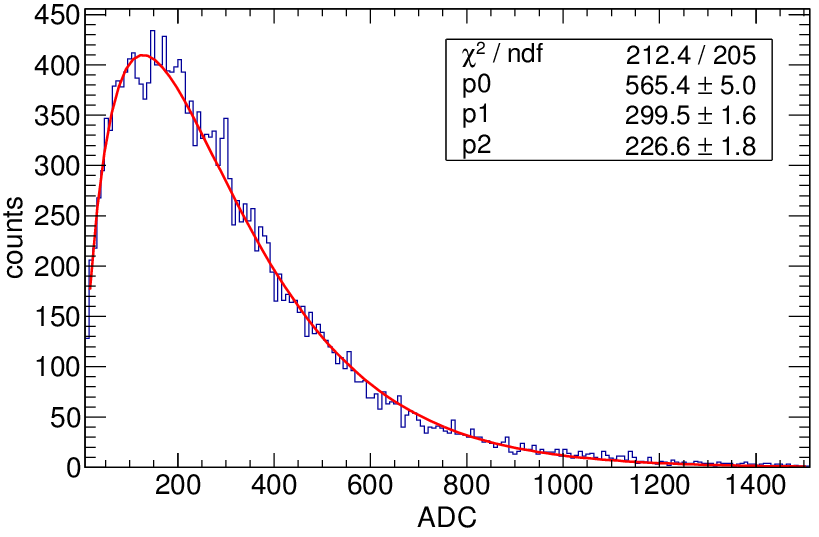 450
400
350
300
250
200
150
100
50
0
counts
χ² / ndf 212.4 / 205
p0 565.4 ± 5.0
p1 299.5 ± 1.6
p2 226.6 ± 1.8
200 400 600 800 1000 1200 1400
ADC